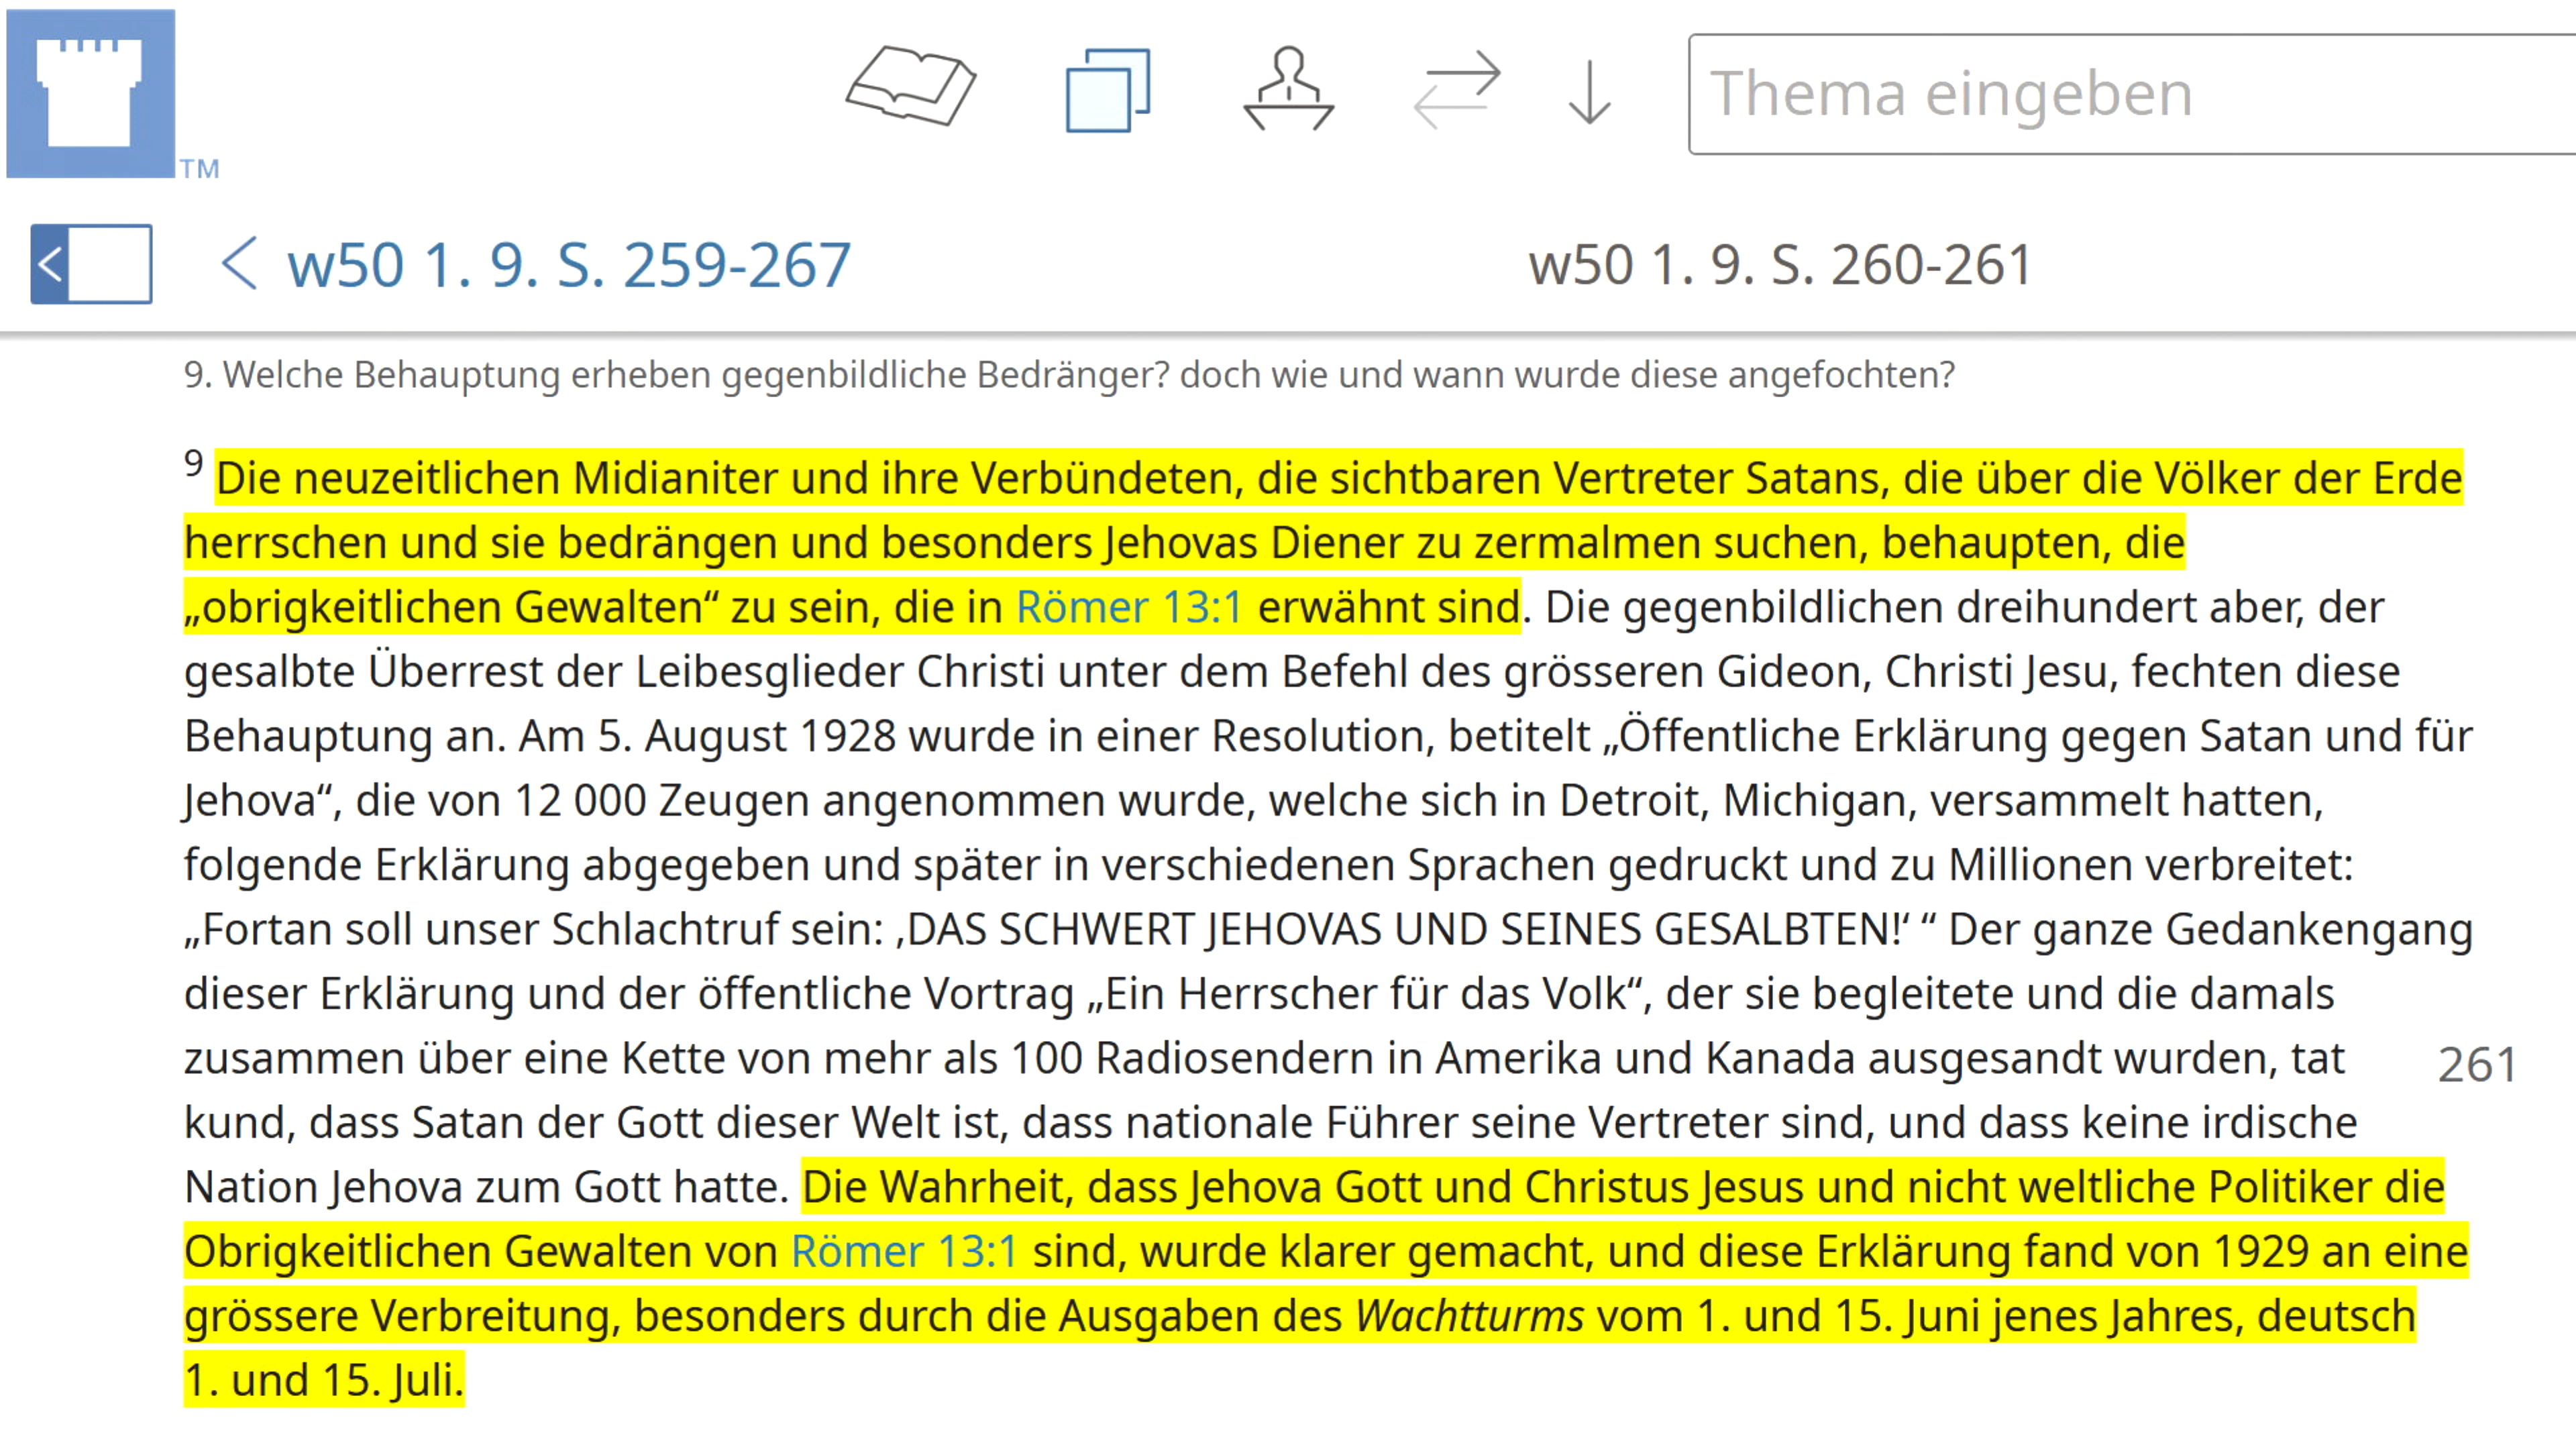 TM
Thema eingeben
w50 1. 9. S. 259-267
w50 1. 9. S. 260-261
9. Welche Behauptung erheben gegenbildliche Bedränger? doch wie und wann wurde diese angefochten?
9 Die neuzeitlichen Midianiter und ihre Verbündeten, die sichtbaren Vertreter Satans, die über die Völker der Erde
herrschen und sie bedrängen und besonders Jehovas Diener zu zermalmen suchen, behaupten, die
„obrigkeitlichen Gewalten“ zu sein, die in Römer 13:1 erwähnt sind. Die gegenbildlichen dreihundert aber, der
gesalbte Überrest der Leibesglieder Christi unter dem Befehl des grösseren Gideon, Christi Jesu, fechten diese
Behauptung an. Am 5. August 1928 wurde in einer Resolution, betitelt „Öffentliche Erklärung gegen Satan und für
Jehova“, die von 12 000 Zeugen angenommen wurde, welche sich in Detroit, Michigan, versammelt hatten,
folgende Erklärung abgegeben und später in verschiedenen Sprachen gedruckt und zu Millionen verbreitet:
„Fortan soll unser Schlachtruf sein: ‚DAS SCHWERT JEHOVAS UND SEINES GESALBTEN!‘ “ Der ganze Gedankengang
dieser Erklärung und der öffentliche Vortrag „Ein Herrscher für das Volk“, der sie begleitete und die damals
zusammen über eine Kette von mehr als 100 Radiosendern in Amerika und Kanada ausgesandt wurden, tat
261
kund, dass Satan der Gott dieser Welt ist, dass nationale Führer seine Vertreter sind, und dass keine irdische
Nation Jehova zum Gott hatte. Die Wahrheit, dass Jehova Gott und Christus Jesus und nicht weltliche Politiker die
Obrigkeitlichen Gewalten von Römer 13:1 sind, wurde klarer gemacht, und diese Erklärung fand von 1929 an eine
grössere Verbreitung, besonders durch die Ausgaben des Wachtturms vom 1. und 15. Juni jenes Jahres, deutsch
1. und 15. Juli.